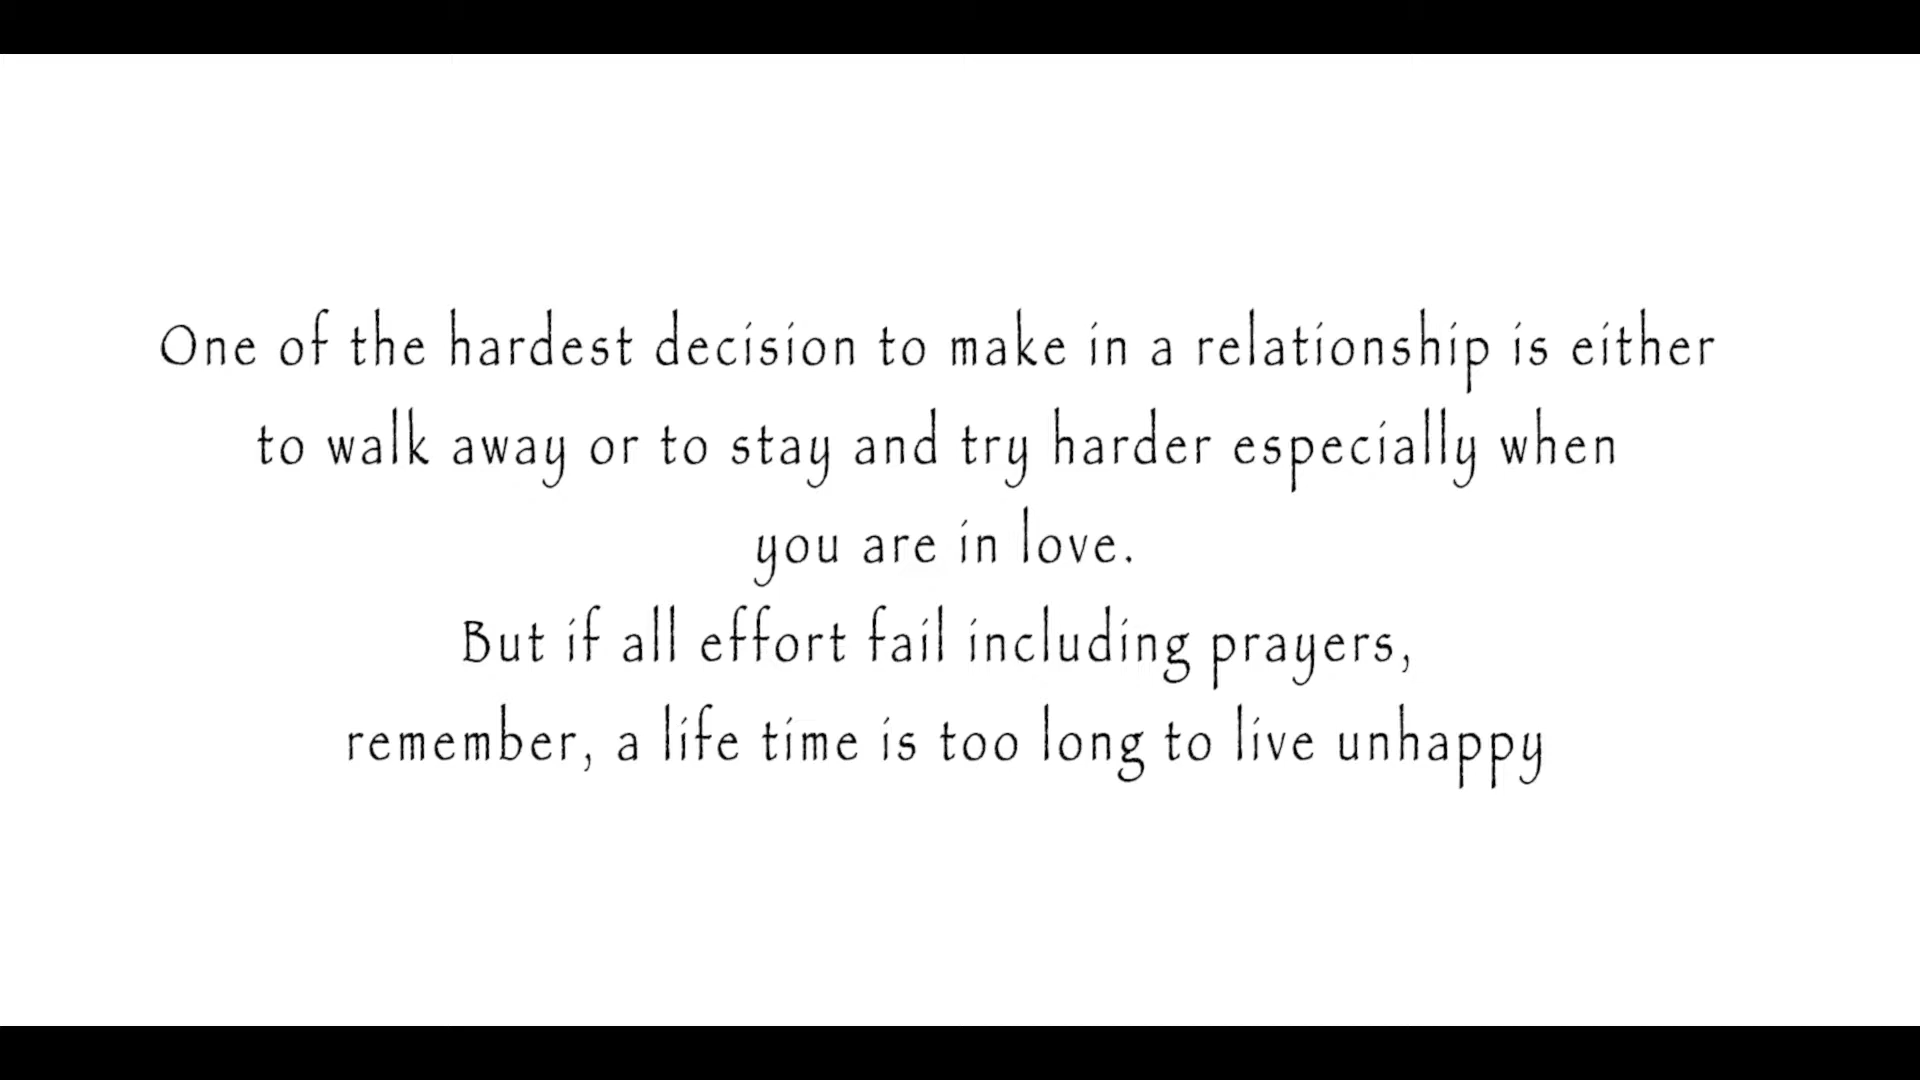 One of the hardest decision to make in a relationship is either
to walk away or to stay and try harder especially when
you are in love.
But if all effort fail including prayers,
remember, a life time is too long to live unhappy